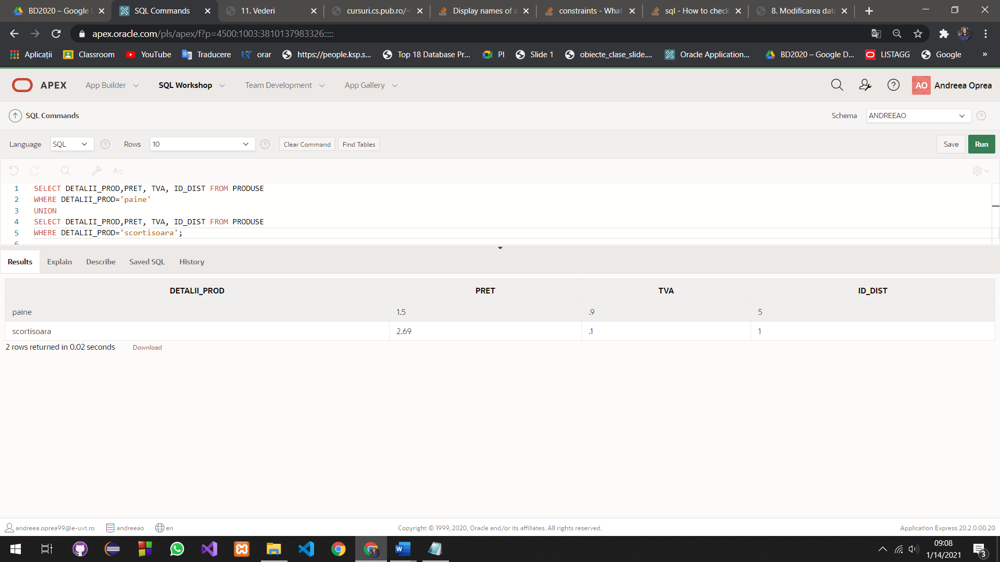 BD2020 – Google D
SQL Commands
11. Vederi
cursuri.cs.pub.ro/~
Display names of a
constraints - What
sql - How to check
8. Modificarea date
apex.oracle.com/pls/apex/f?p=4500:1003:3810137983326:::::
Aplicații
Classroom
YouTube
Traducere
orar
https://people.ksp.s...
Top 18 Database Pr...
PI
Slide 1
obiecte_clase_slide....
Oracle Application...
BD2020 – Google D...
LISTAGG
Google
»
APEX
App Builder
SQL Workshop
Team Development
App Gallery
AO
Andreea Oprea
SQL Commands
Schema
ANDREEAO
Language
SQL
Rows
10
Clear Command
Find Tables
Save
Run
1 SELECT DETALII_PROD,PRET, TVA, ID_DIST FROM PRODUSE
2 WHERE DETALII_PROD='paine'
3 UNION
4 SELECT DETALII_PROD,PRET, TVA, ID_DIST FROM PRODUSE
5 WHERE DETALII_PROD='scortisoara';
6
Results
Explain
Describe
Saved SQL
History
DETALII_PROD PRET TVA ID_DIST
paine 1.5 .9 5
scortisoara 2.69 .1 1
2 rows returned in 0.02 seconds
Download
andreea.oprea99@e-uvt.ro
andreeao
en
Copyright © 1999, 2020, Oracle and/or its affiliates. All rights reserved.
Application Express 20.2.0.00.20
09:08
1/14/2021
3